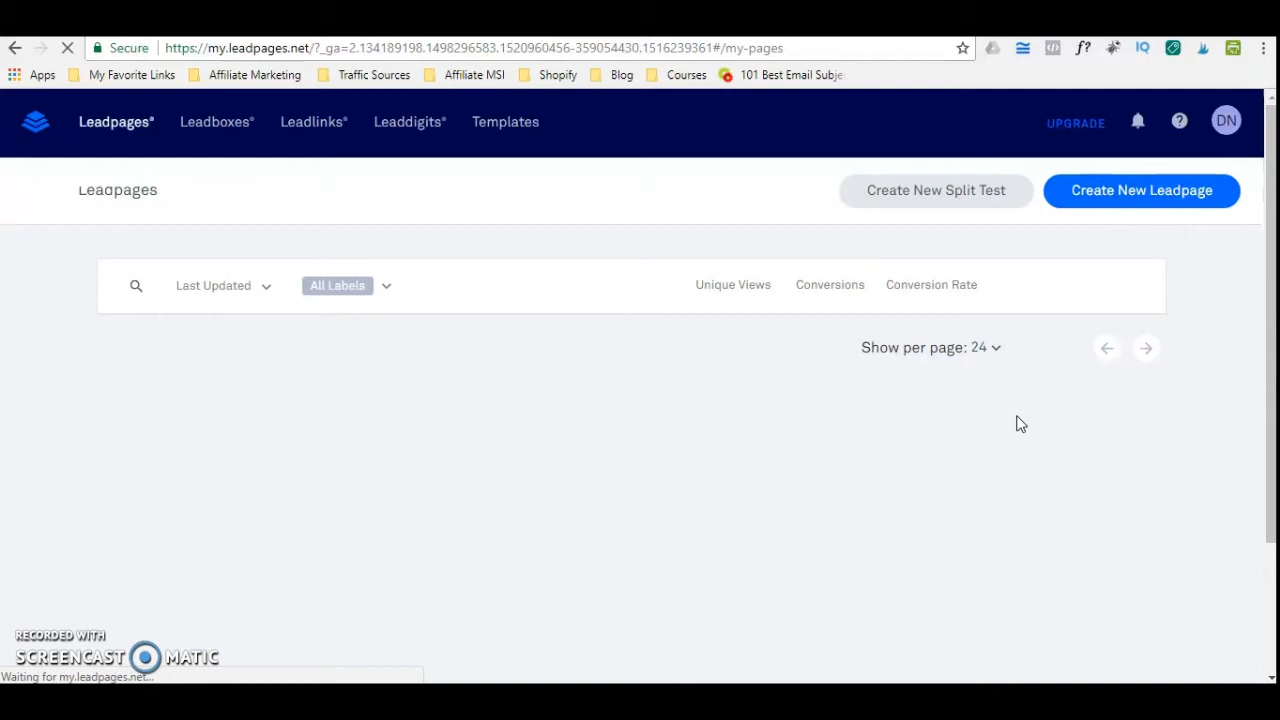 Secure https://my.leadpages.net/?_ga=2.134189198.1498296583.1520960456-359054430.1516239361#/my-pages f? IQ
Apps My Favorite Links Affiliate Marketing Traffic Sources Affiliate MSI Shopify Blog Courses 101 Best Email Subje
Leadpages® Leadboxes® Leadlinks® Leaddigits® Templates UPGRADE ? DN
Leadpages Create New Split Test Create New Leadpage
Last Updated All Labels Unique Views Conversions Conversion Rate
Show per page: 24
RECORDED WITH
SCREENCAST MATIC
Waiting for my.leadpages.net...